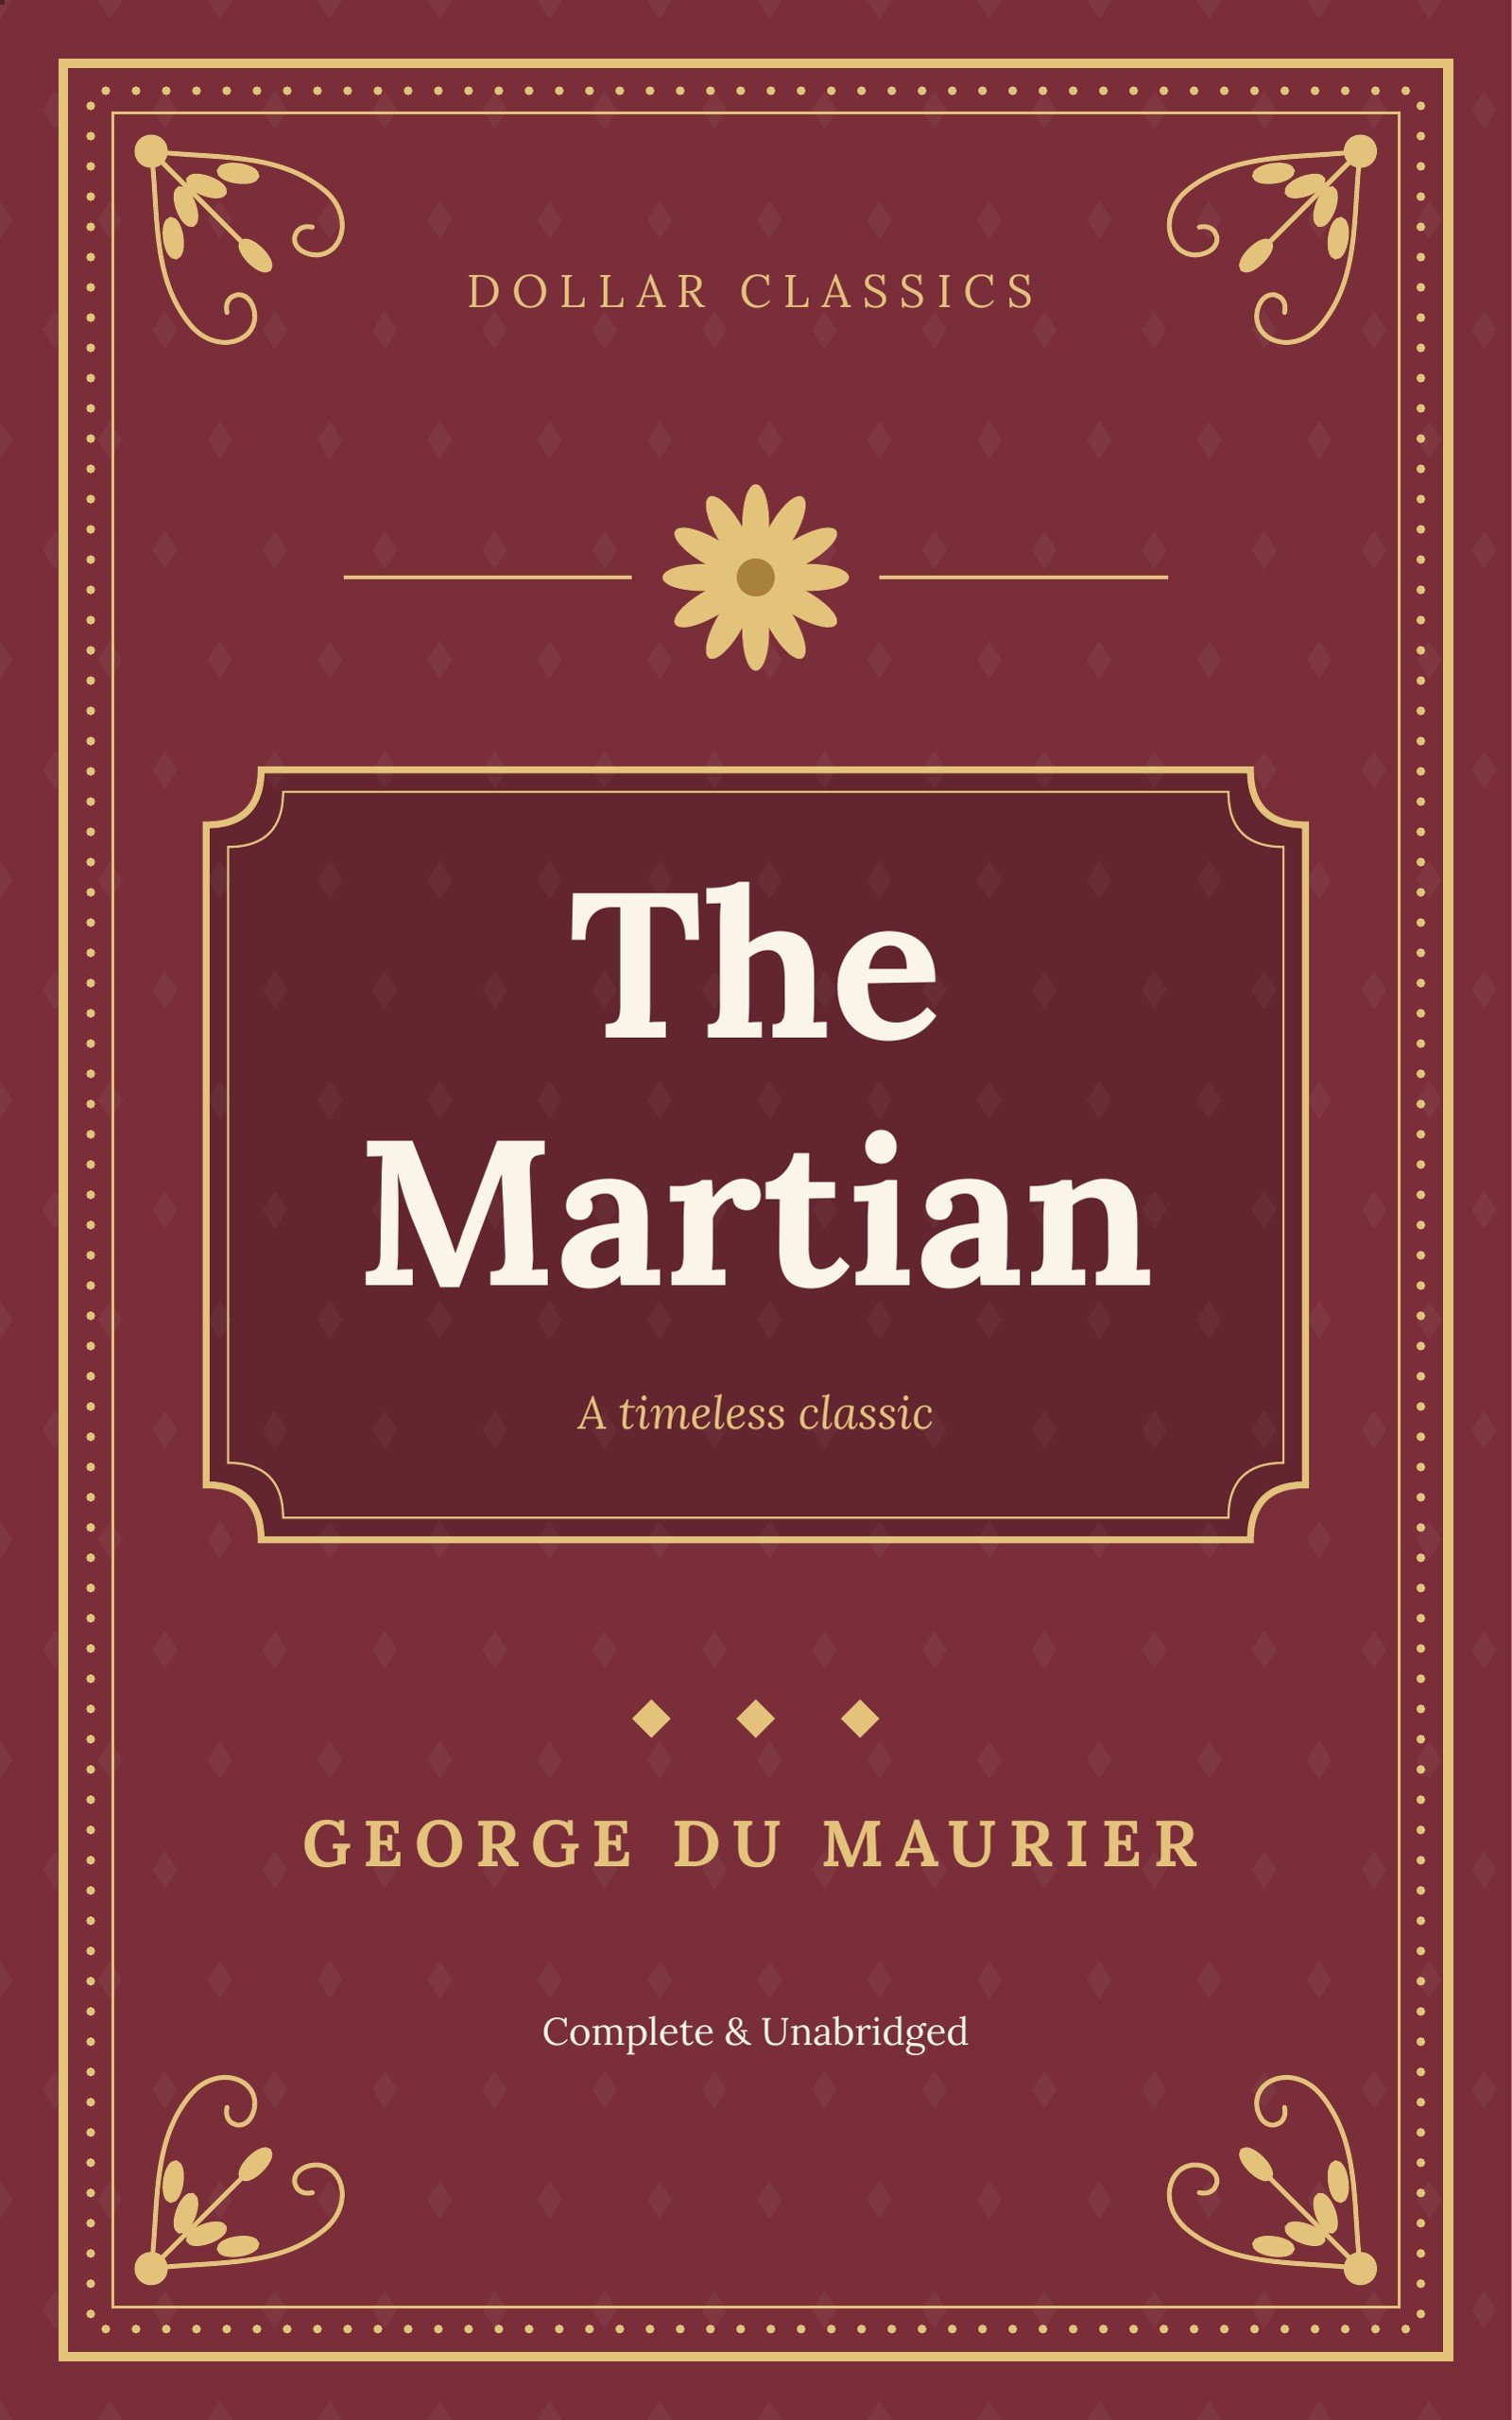 DOLLAR CLASSICS
The
Martian
A timeless classic
GEORGE DU MAURIER
Complete & Unabridged